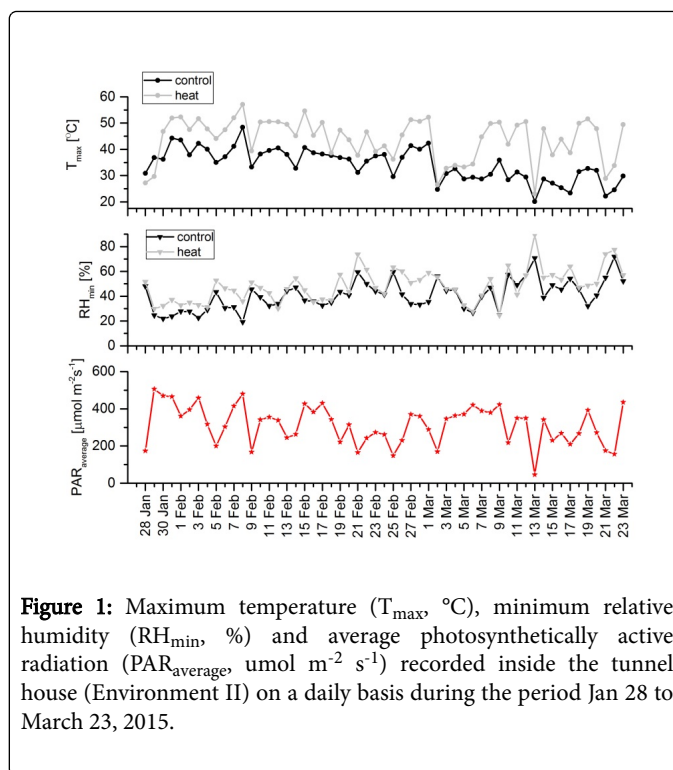 control
heat
60
50
40
30
20
Tmax [°C]
control
heat
80
60
40
20
0
RHmin [%]
600
400
200
0
PARaverage [μmol m-2s-1]
28 Jan
30 Jan
1 Feb
3 Feb
5 Feb
7 Feb
9 Feb
11 Feb
13 Feb
15 Feb
17 Feb
19 Feb
21 Feb
23 Feb
25 Feb
27 Feb
1 Mar
3 Mar
5 Mar
7 Mar
9 Mar
11 Mar
13 Mar
15 Mar
17 Mar
19 Mar
21 Mar
23 Mar
Figure 1: Maximum temperature (Tmax, °C), minimum relative
humidity (RHmin, %) and average photosynthetically active
radiation (PARaverage, umol m-2 s-1) recorded inside the tunnel
house (Environment II) on a daily basis during the period Jan 28 to
March 23, 2015.